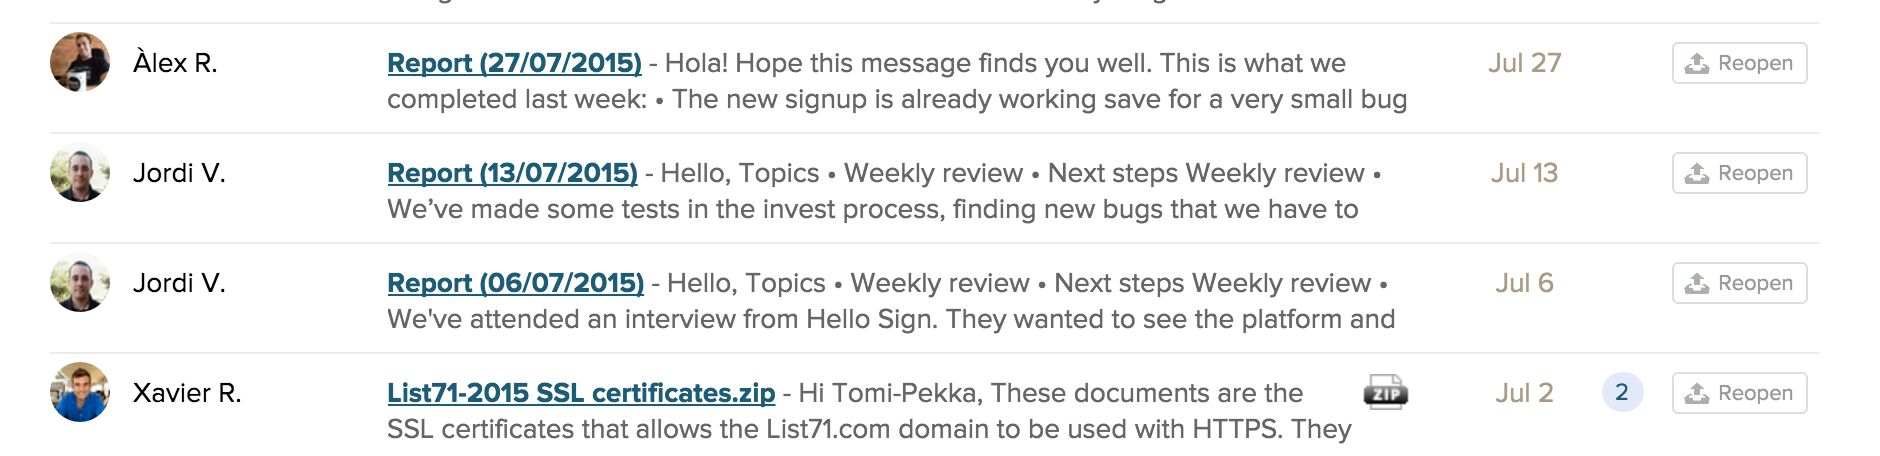 Àlex R.
Report (27/07/2015) - Hola! Hope this message finds you well. This is what we
completed last week: • The new signup is already working save for a very small bug
Jul 27
Reopen
Jordi V.
Report (13/07/2015) - Hello, Topics • Weekly review • Next steps Weekly review •
We’ve made some tests in the invest process, finding new bugs that we have to
Jul 13
Reopen
Jordi V.
Report (06/07/2015) - Hello, Topics • Weekly review • Next steps Weekly review •
We've attended an interview from Hello Sign. They wanted to see the platform and
Jul 6
Reopen
Xavier R.
List71-2015 SSL certificates.zip - Hi Tomi-Pekka, These documents are the
SSL certificates that allows the List71.com domain to be used with HTTPS. They
ZIP
Jul 2
2
Reopen